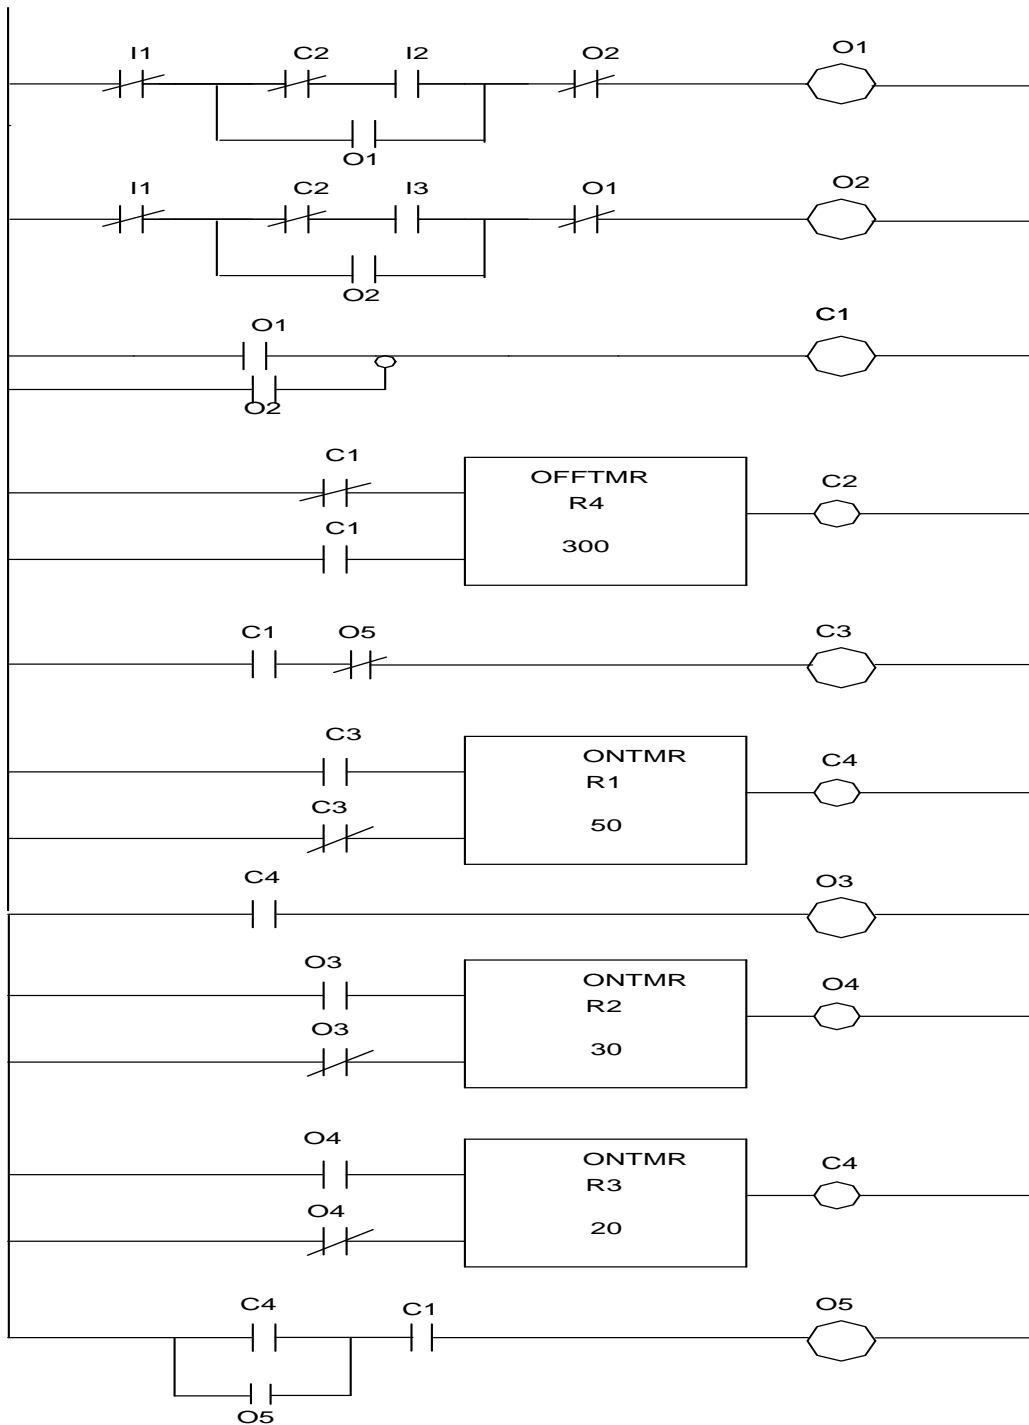 I1 C2 I2 O2 O1
O1
I1 C2 I3 O1 O2
O2
O1 C1
O2
C1 OFFTMR C2
R4
C1 300
C1 O5 C3
C3 ONTMR C4
R1
C3 50
C4 O3
O3 ONTMR O4
R2
O3 30
O4 ONTMR C4
R3
O4 20
C4 C1 O5
O5